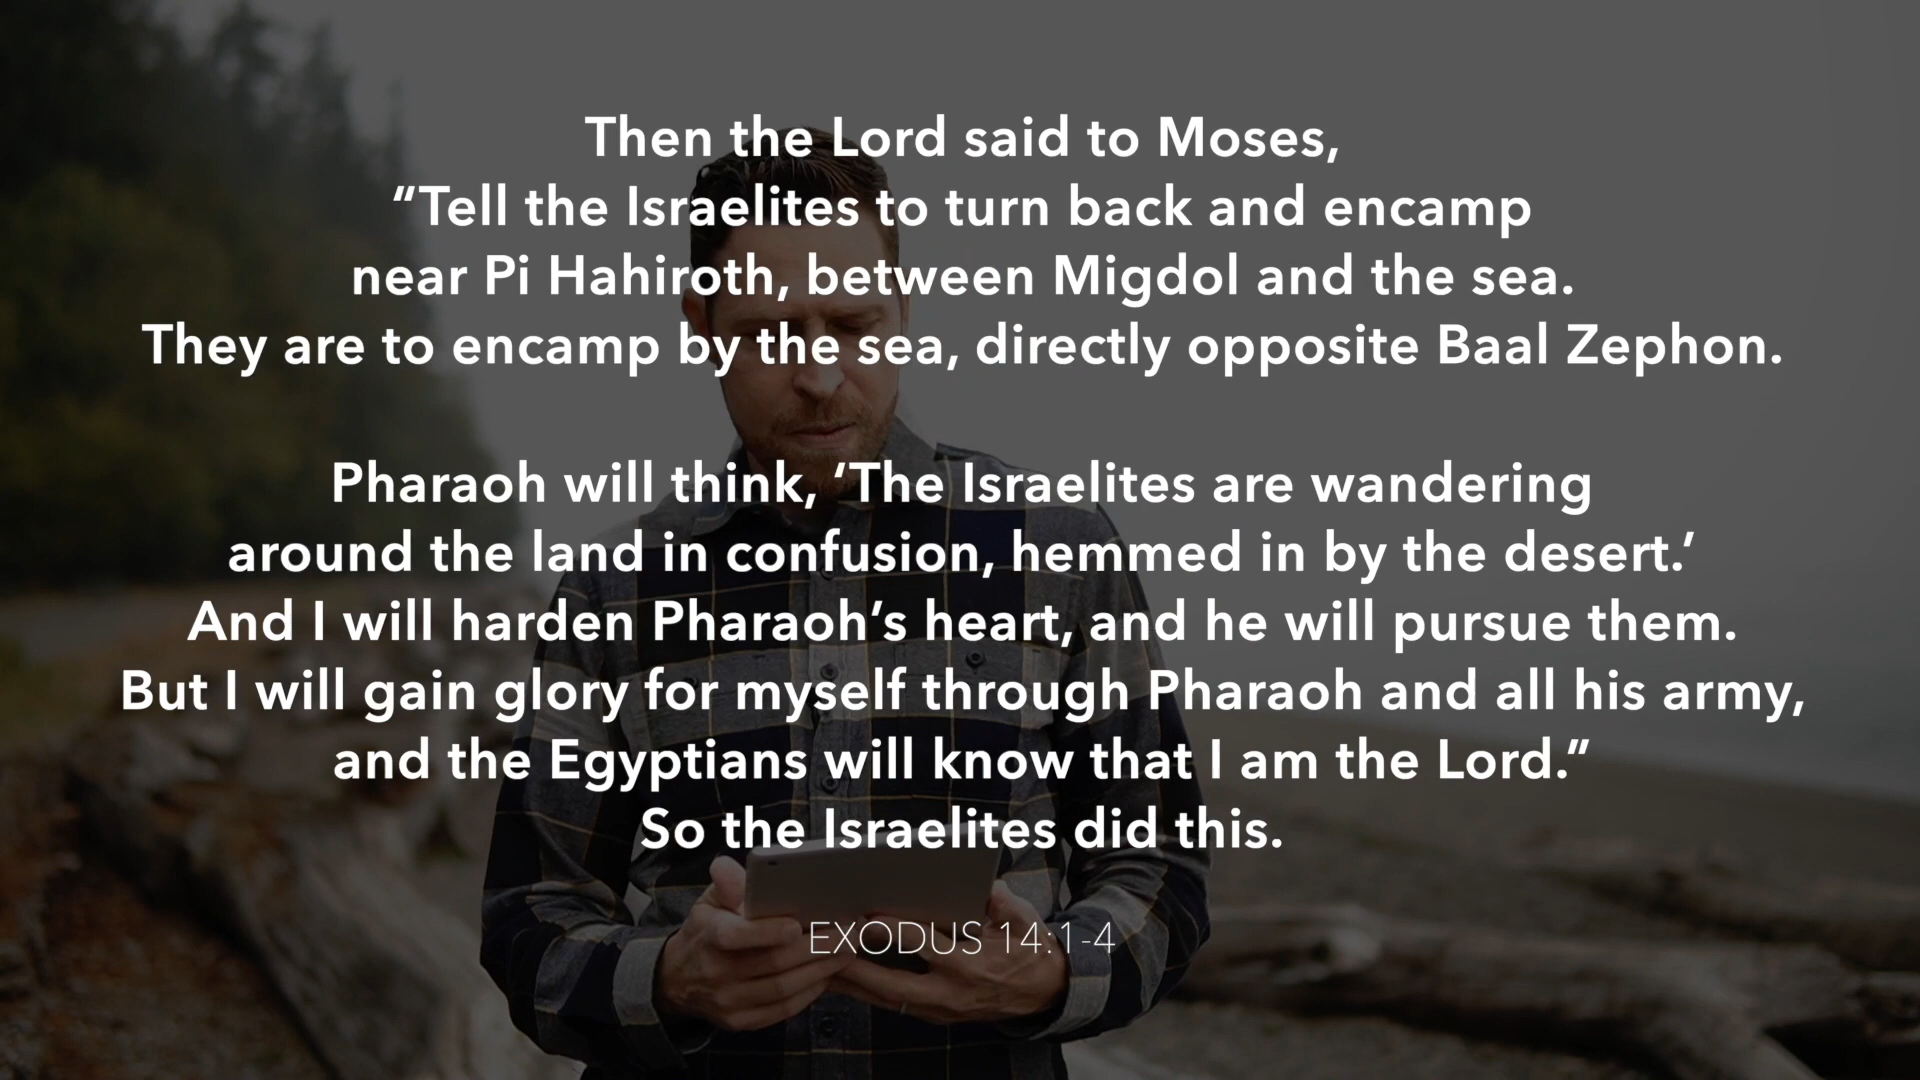 Then the Lord said to Moses,
“Tell the Israelites to turn back and encamp
near Pi Hahiroth, between Migdol and the sea.
They are to encamp by the sea, directly opposite Baal Zephon.
Pharaoh will think, ‘The Israelites are wandering
around the land in confusion, hemmed in by the desert.’
And I will harden Pharaoh’s heart, and he will pursue them.
But I will gain glory for myself through Pharaoh and all his army,
and the Egyptians will know that I am the Lord.”
So the Israelites did this.
EXODUS 14:1-4